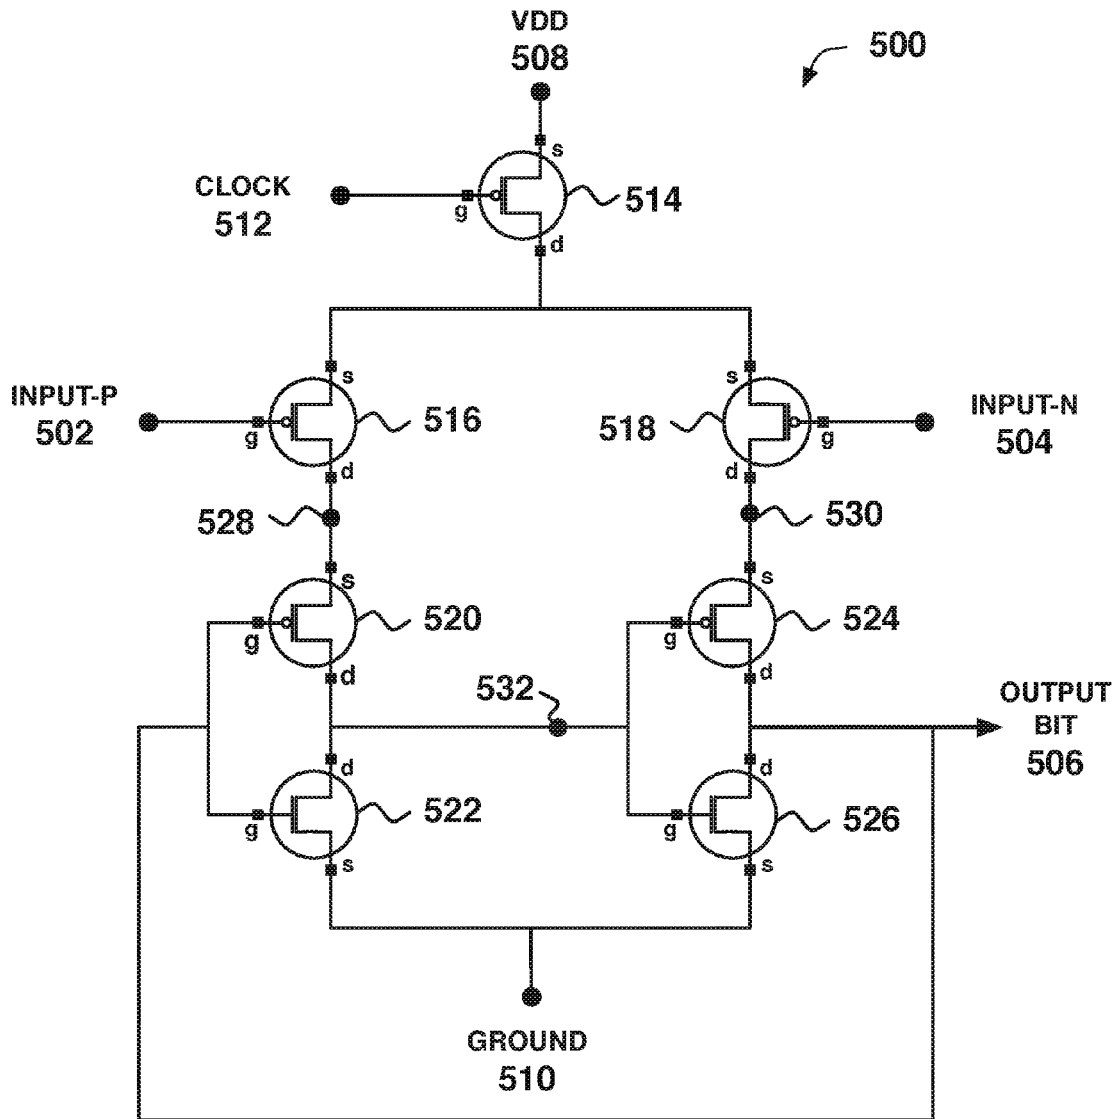 VDD
508
500
s
CLOCK
512
g
514
d
s
s
INPUT-P
502
g
516
518
g
INPUT-N
504
d
d
528
530
s
s
g
520
g
524
d
d
532
OUTPUT
BIT
506
d
d
g
522
g
526
s
s
GROUND
510